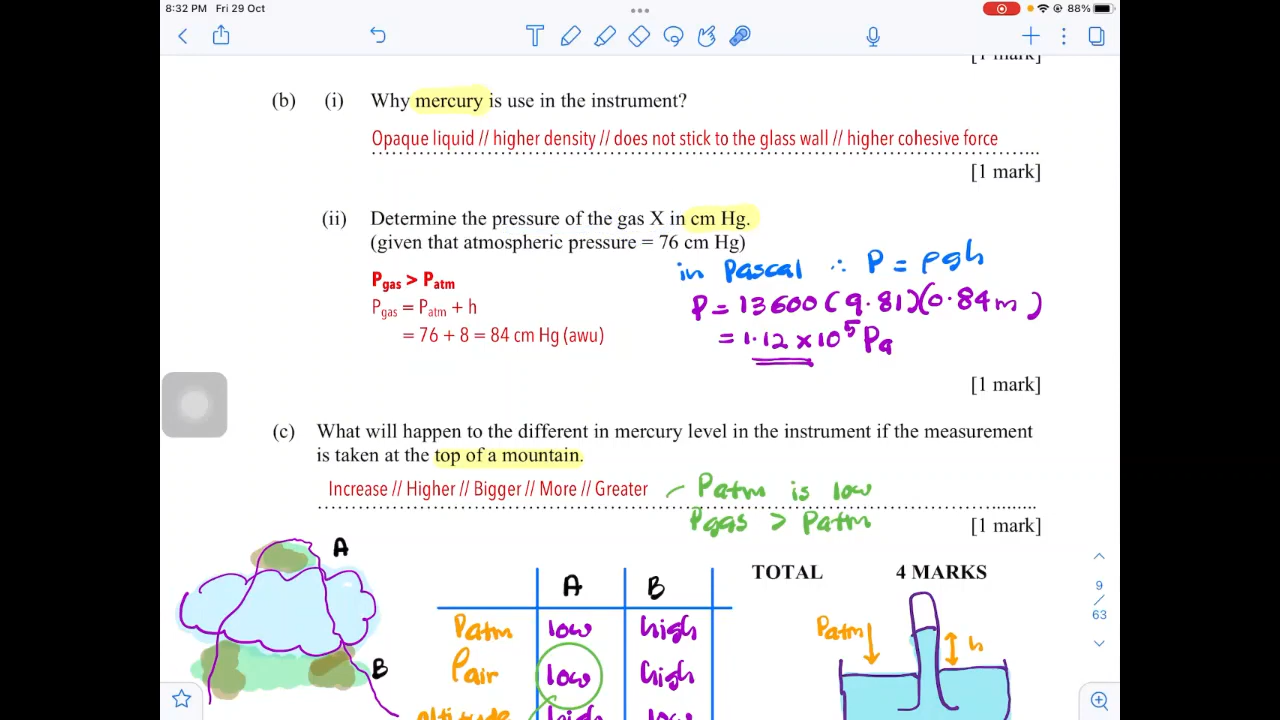 8:32 PM Fri 29 Oct
88%
[1 mark]
(b) (i) Why mercury is use in the instrument?
Opaque liquid // higher density // does not stick to the glass wall // higher cohesive force
[1 mark]
(ii) Determine the pressure of the gas X in cm Hg.
(given that atmospheric pressure = 76 cm Hg)
in Pascal ∴ P = ρgh
Pgas > Patm
P = 13600 (9.81)(0.84m)
Pgas = Patm + h
= 76 + 8 = 84 cm Hg (awu)
= 1.12 × 10⁵ Pa
[1 mark]
(c) What will happen to the different in mercury level in the instrument if the measurement
is taken at the top of a mountain.
Increase // Higher // Bigger // More // Greater
Patm is low
Pgas > Patm
[1 mark]
A
TOTAL 4 MARKS
9
/
63
A B
Patm low high
Pair low high
altitude high low
B
Patm
h